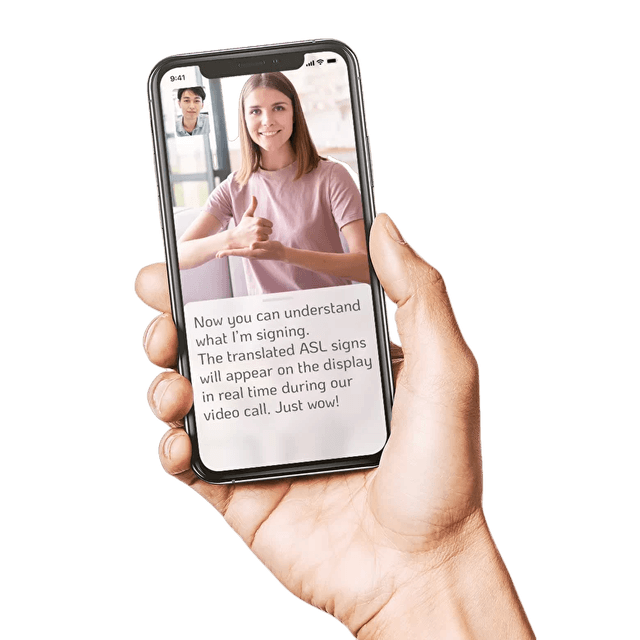 9:41
Now you can understand
what I'm signing.
The translated ASL signs
will appear on the display
in real time during our
video call. Just wow!